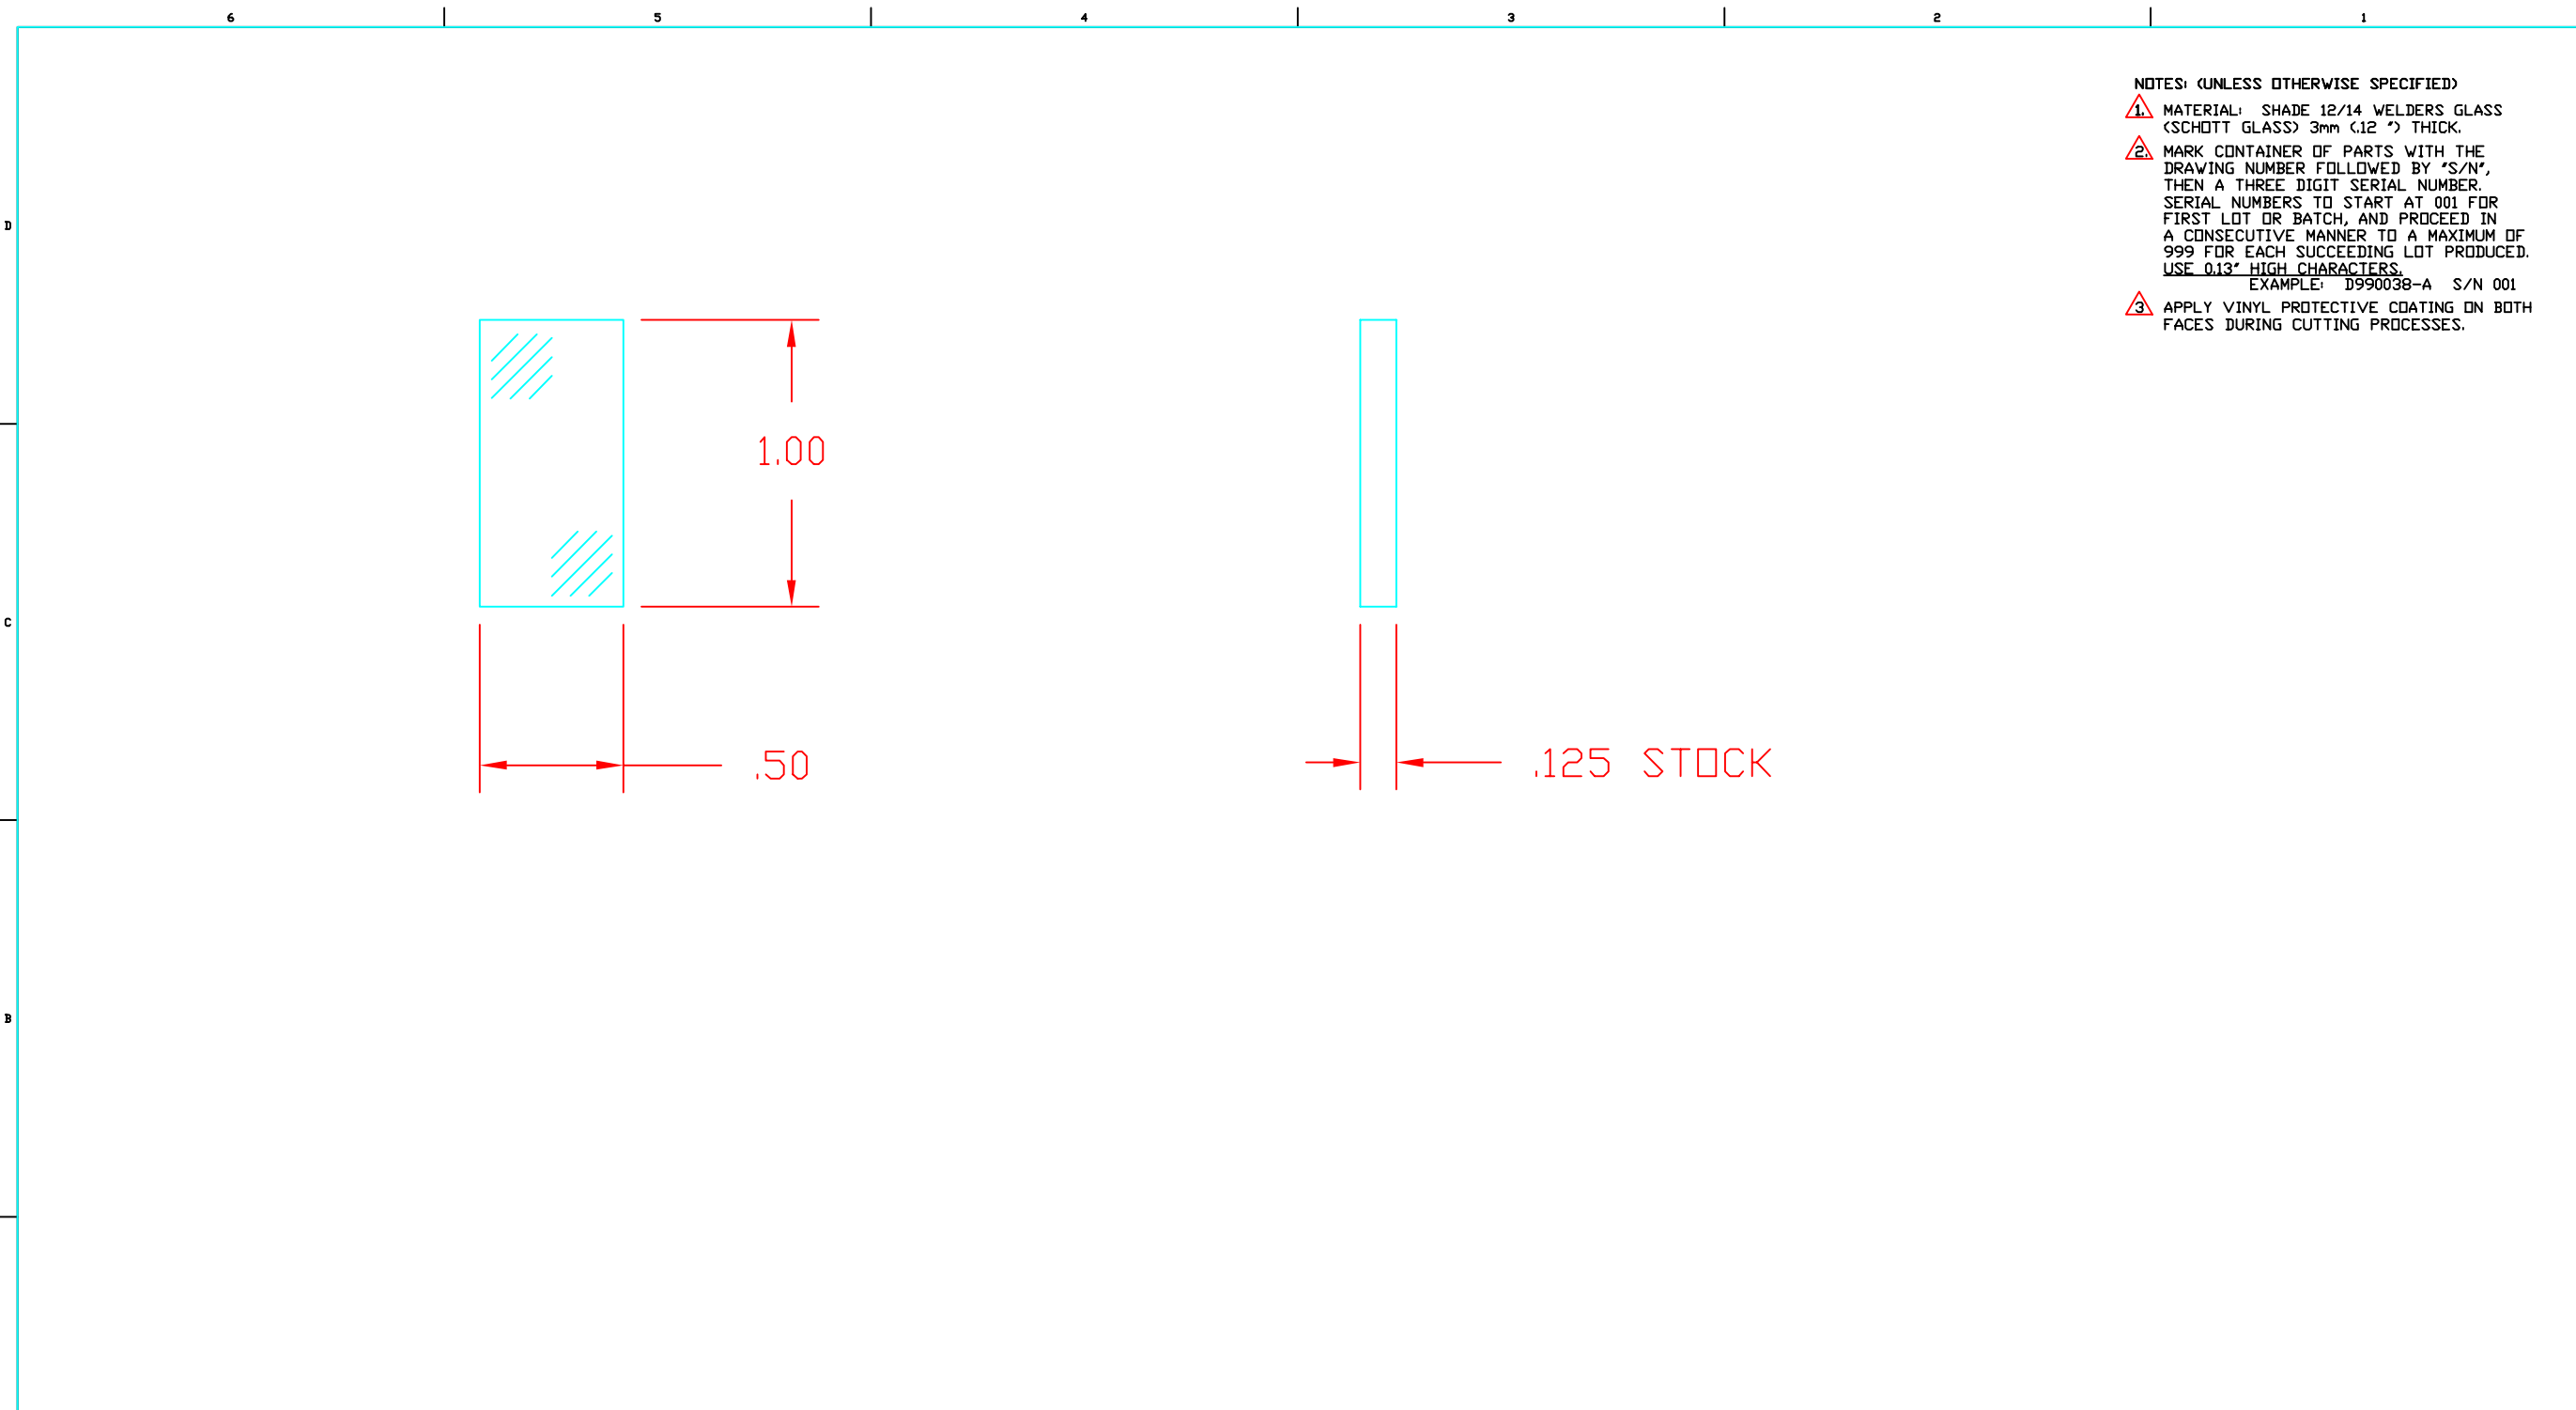 6 5 4 3 2 1
NOTES: (UNLESS OTHERWISE SPECIFIED)
1. MATERIAL: SHADE 12/14 WELDERS GLASS
(SCHOTT GLASS) 3mm (.12 ") THICK.
2. MARK CONTAINER OF PARTS WITH THE
DRAWING NUMBER FOLLOWED BY "S/N",
THEN A THREE DIGIT SERIAL NUMBER.
SERIAL NUMBERS TO START AT 001 FOR
FIRST LOT OR BATCH, AND PROCEED IN
A CONSECUTIVE MANNER TO A MAXIMUM OF
999 FOR EACH SUCCEEDING LOT PRODUCED.
USE 0.13" HIGH CHARACTERS.
EXAMPLE: D990038-A S/N 001
3 APPLY VINYL PROTECTIVE COATING ON BOTH
FACES DURING CUTTING PROCESSES.
D
1.00
C
.50
.125 STOCK
B